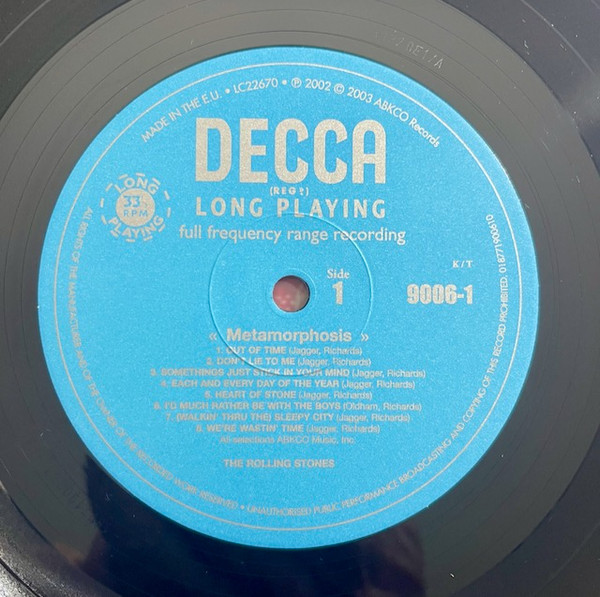 MADE IN THE E.U. • LC22670 • ℗ 2002 © 2003 ABKCO Records
DECCA
(REGᵈ)
LONG PLAYING
full frequency range recording
LONG
33⅓
R.P.M
PLAYING
K/T
Side
1
9006-1
« Metamorphosis »
1. OUT OF TIME (Jagger, Richards)
2. DON'T LIE TO ME (Jagger, Richards)
3. SOMETHINGS JUST STICK IN YOUR MIND (Jagger, Richards)
4. EACH AND EVERY DAY OF THE YEAR (Jagger, Richards)
5. HEART OF STONE (Jagger, Richards)
6. I'D MUCH RATHER BE WITH THE BOYS (Oldham, Richards)
7. (WALKIN' THRU THE) SLEEPY CITY (Jagger, Richards)
8. WE'RE WASTIN' TIME (Jagger, Richards)
All selections ABKCO Music, Inc.
THE ROLLING STONES
ALL RIGHTS OF THE MANUFACTURER AND OF THE OWNER OF THE RECORDED WORK RESERVED • UNAUTHORISED PUBLIC PERFORMANCE BROADCASTING AND COPYING OF THIS RECORD PROHIBITED. 018771900610